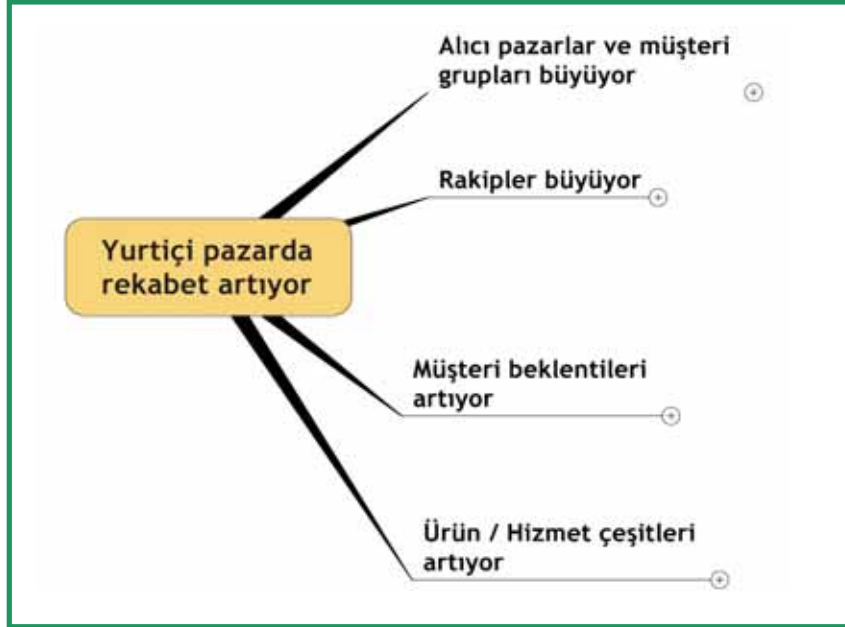 Alıcı pazarlar ve müşteri
grupları büyüyor
Rakipler büyüyor
Yurtiçi pazarda
rekabet artıyor
Müşteri beklentileri
artıyor
Ürün / Hizmet çeşitleri
artıyor